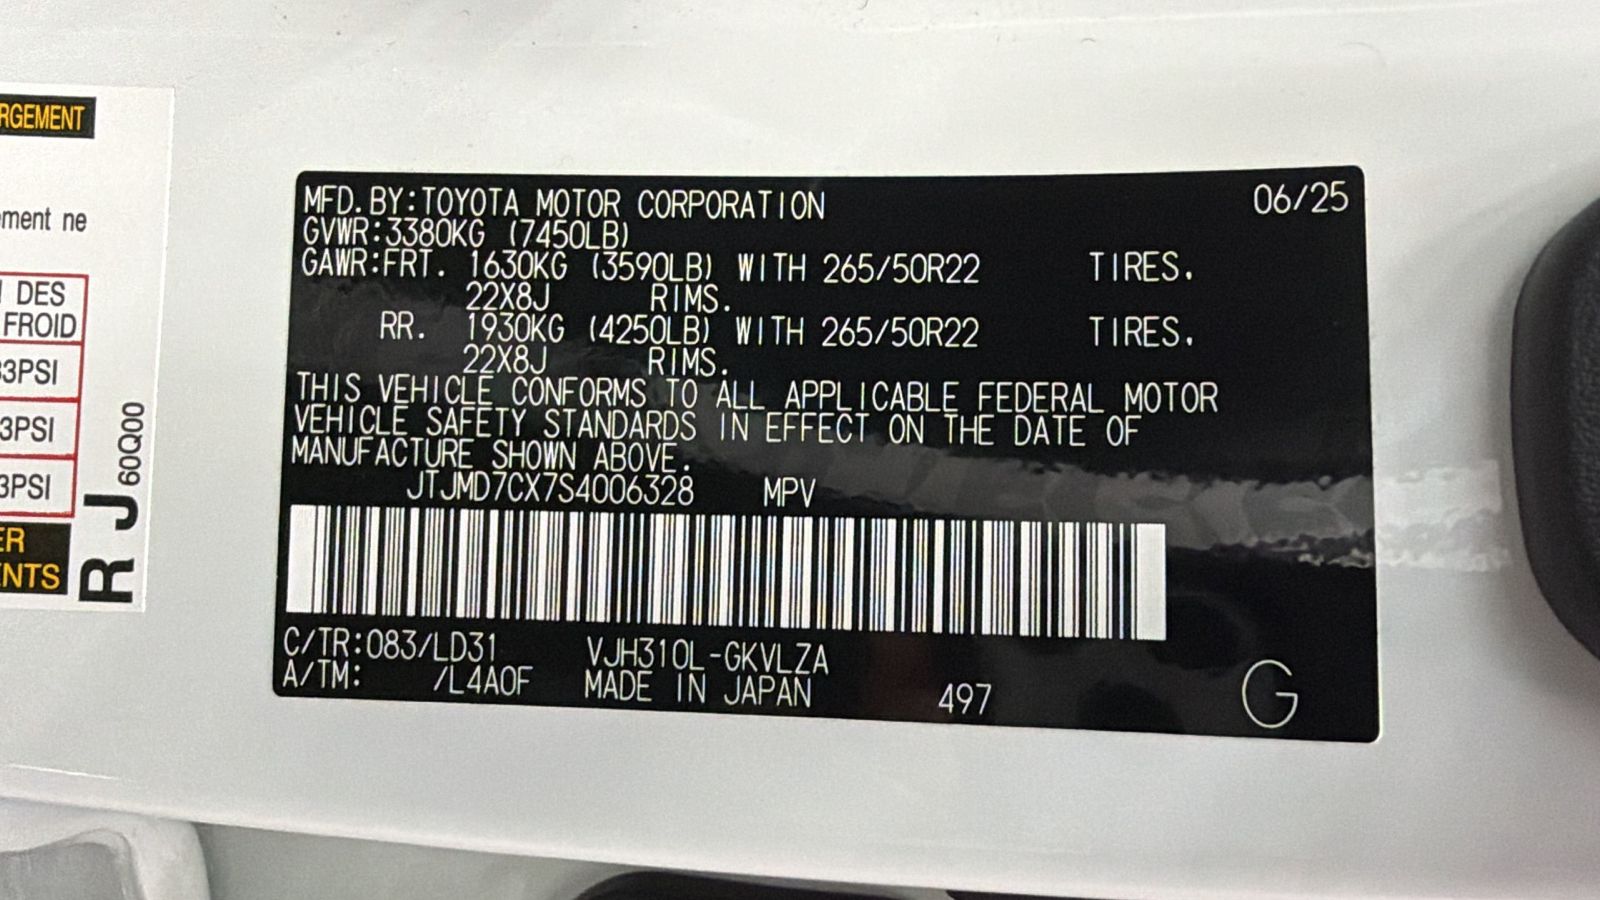 RGEMENT
ment ne
DES
FROID
3PSI
3PSI
3PSI
ER
NTS
RJ 60Q00
MFD.BY:TOYOTA MOTOR CORPORATION 06/25
GVWR:3380KG (7450LB)
GAWR:FRT. 1630KG (3590LB) WITH 265/50R22 TIRES.
22X8J RIMS.
RR. 1930KG (4250LB) WITH 265/50R22 TIRES.
22X8J RIMS.
THIS VEHICLE CONFORMS TO ALL APPLICABLE FEDERAL MOTOR
VEHICLE SAFETY STANDARDS IN EFFECT ON THE DATE OF
MANUFACTURE SHOWN ABOVE.
JTJMD7CX7S4006328 MPV
C/TR:083/LD31 VJH310L-GKVLZA
A/TM: /L4A0F MADE IN JAPAN 497 G